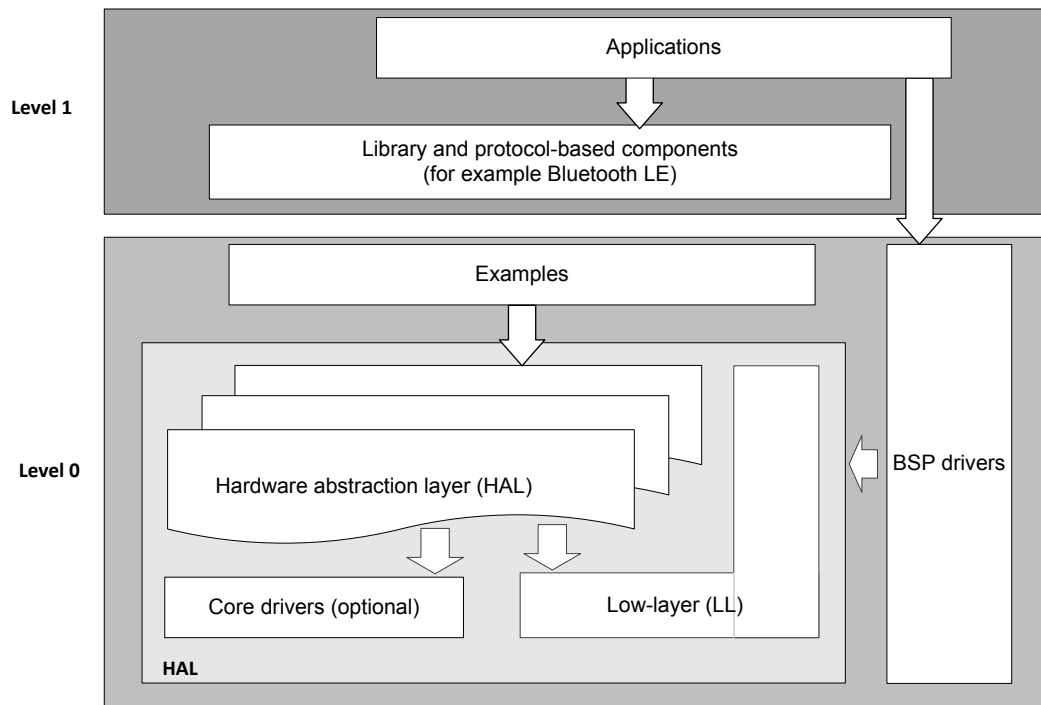 Applications
Level 1
Library and protocol-based components
(for example Bluetooth LE)
Examples
Level 0
BSP drivers
Hardware abstraction layer (HAL)
Core drivers (optional)
Low-layer (LL)
HAL